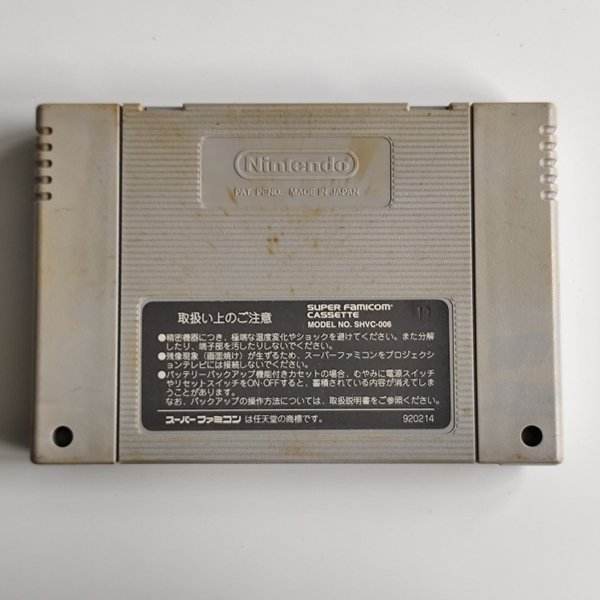 Nintendo
PAT. PEND. MADE IN JAPAN
取扱い上のご注意
SUPER FAMICOM
CASSETTE
MODEL NO. SHVC-006
11
●精密機器につき、極端な温度変化やショックを避けてください。また分解
したり、端子部を汚したりしないでください。
●残像現象（画面焼け）が生ずるため、スーパーファミコンをプロジェクシ
ョンテレビには接続しないでください。
●バッテリーバックアップ機能付きカセットの場合、むやみに電源スイッチ
やリセットスイッチをON・OFFすると、蓄積されている内容が消えてしま
うことがあります。
なお、バックアップの操作方法については、取扱説明書をご参照ください。
スーパーファミコン は任天堂の商標です。
920214